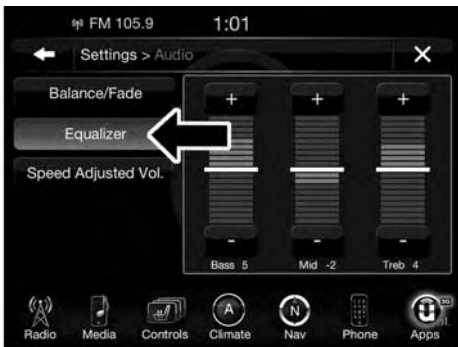 FM 105.9 1:01
Settings > Audio
Balance/Fade
Equalizer
Speed Adjusted Vol.
+ + +
- - -
Bass 5 Mid -2 Treb 4
A N 3G
Radio Media Controls Climate Nav Phone Apps